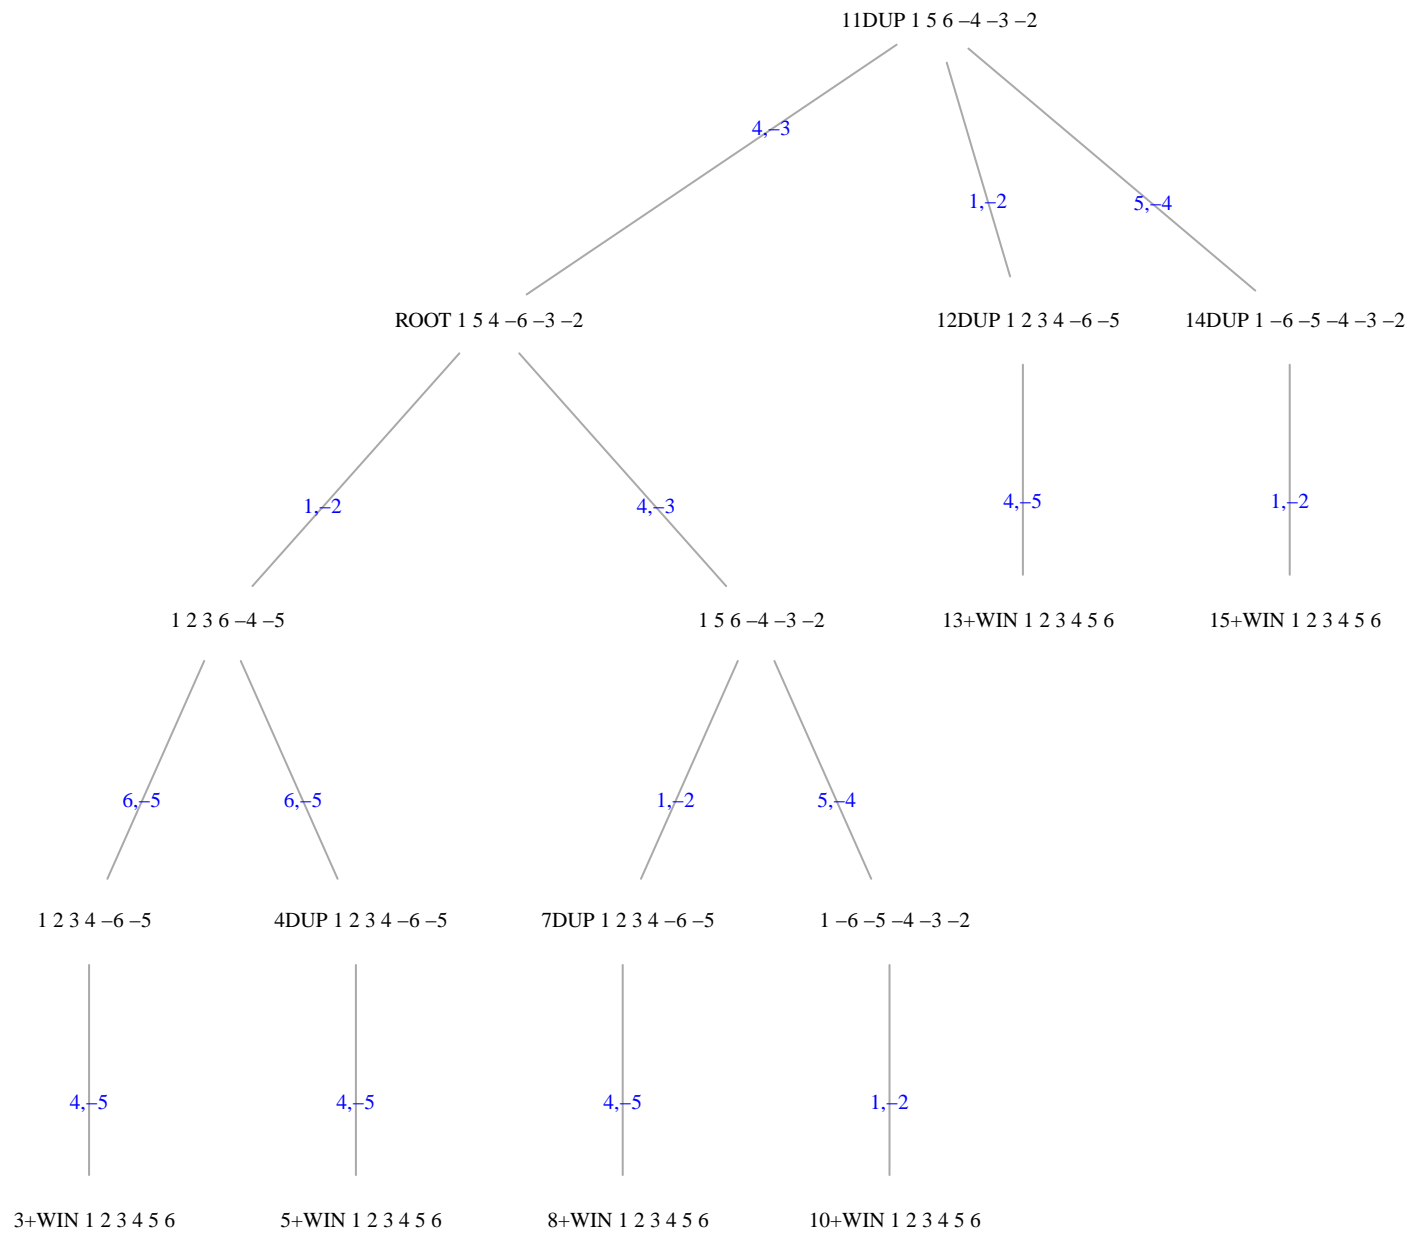 11DUP 1 5 6 –4 –3 –2
4,–3
1,–2
5,–4
ROOT 1 5 4 –6 –3 –2
12DUP 1 2 3 4 –6 –5
14DUP 1 –6 –5 –4 –3 –2
1,–2
4,–3
4,–5
1,–2
1 2 3 6 –4 –5
1 5 6 –4 –3 –2
13+WIN 1 2 3 4 5 6
15+WIN 1 2 3 4 5 6
6,–5
6,–5
1,–2
5,–4
1 2 3 4 –6 –5
4DUP 1 2 3 4 –6 –5
7DUP 1 2 3 4 –6 –5
1 –6 –5 –4 –3 –2
4,–5
4,–5
4,–5
1,–2
3+WIN 1 2 3 4 5 6
5+WIN 1 2 3 4 5 6
8+WIN 1 2 3 4 5 6
10+WIN 1 2 3 4 5 6